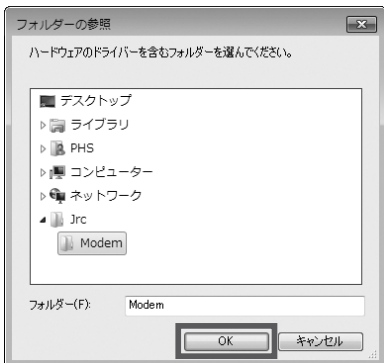 フォルダーの参照
ハードウェアのドライバーを含むフォルダーを選んでください。
デスクトップ
ライブラリ
PHS
コンピューター
ネットワーク
Jrc
Modem
フォルダー(F): Modem
OK キャンセル